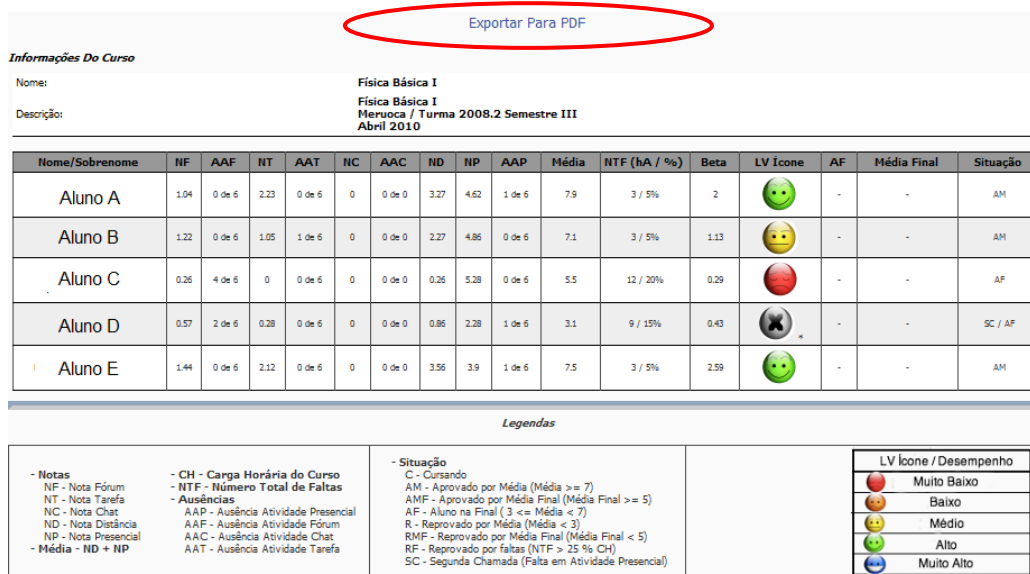 Exportar Para PDF
Informações Do Curso
Nome: Física Básica I
Descrição: Física Básica I
Meruoca / Turma 2008.2 Semestre III
Abril 2010
Nome/Sobrenome NF AAF NT AAT NC AAC ND NP AAP Média NTF (hA / %) Beta LV Ícone AF Média Final Situação
Aluno A 1.04 0 de 6 2.23 0 de 6 0 0 de 0 3.27 4.62 1 de 6 7.9 3 / 5% 2 - - AM
Aluno B 1.22 0 de 6 1.05 1 de 6 0 0 de 0 2.27 4.86 0 de 6 7.1 3 / 5% 1.13 - - AM
Aluno C 0.26 4 de 6 0 0 de 6 0 0 de 0 0.26 5.28 0 de 6 5.5 12 / 20% 0.29 - - AF
Aluno D 0.57 2 de 6 0.28 0 de 6 0 0 de 0 0.86 2.28 1 de 6 3.1 9 / 15% 0.43 * - - SC / AF
Aluno E 1.44 0 de 6 2.12 0 de 6 0 0 de 0 3.56 3.9 1 de 6 7.5 3 / 5% 2.59 - - AM
Legendas
- Notas
NF - Nota Fórum
NT - Nota Tarefa
NC - Nota Chat
ND - Nota Distância
NP - Nota Presencial
- Média - ND + NP
- CH - Carga Horária do Curso
- NTF - Número Total de Faltas
- Ausências
AAP - Ausência Atividade Presencial
AAF - Ausência Atividade Fórum
AAC - Ausência Atividade Chat
AAT - Ausência Atividade Tarefa
- Situação
C - Cursando
AM - Aprovado por Média (Média >= 7)
AMF - Aprovado por Média Final (Média Final >= 5)
AF - Aluno na Final ( 3 <= Média < 7)
R - Reprovado por Média (Média < 3)
RMF - Reprovado por Média Final (Média Final < 5)
RF - Reprovado por faltas (NTF > 25 % CH)
SC - Segunda Chamada (Falta em Atividade Presencial)
LV Ícone / Desempenho
Muito Baixo
Baixo
Médio
Alto
Muito Alto